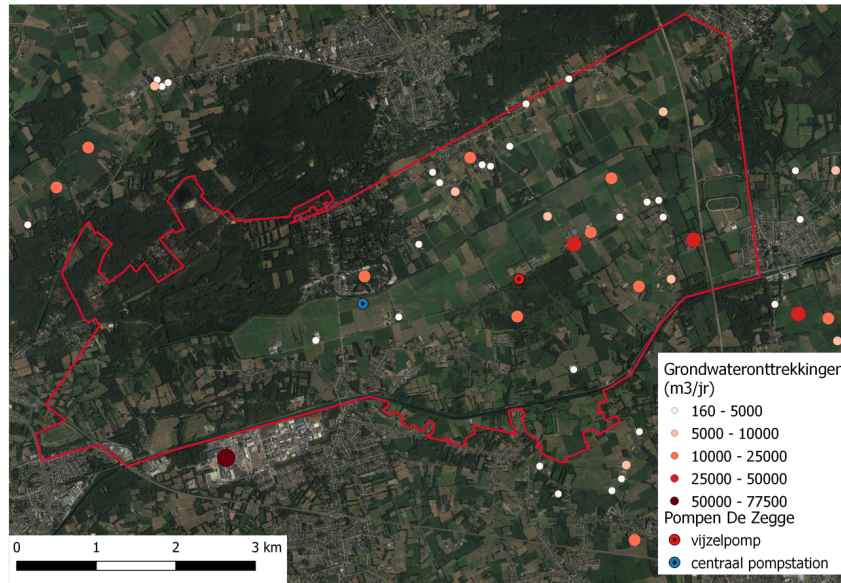 Grondwateronttrekkingen
(m3/jr)
160 - 5000
5000 - 10000
10000 - 25000
25000 - 50000
50000 - 77500
Pompen De Zegge
vijzelpomp
centraal pompstation
0 1 2 3 km